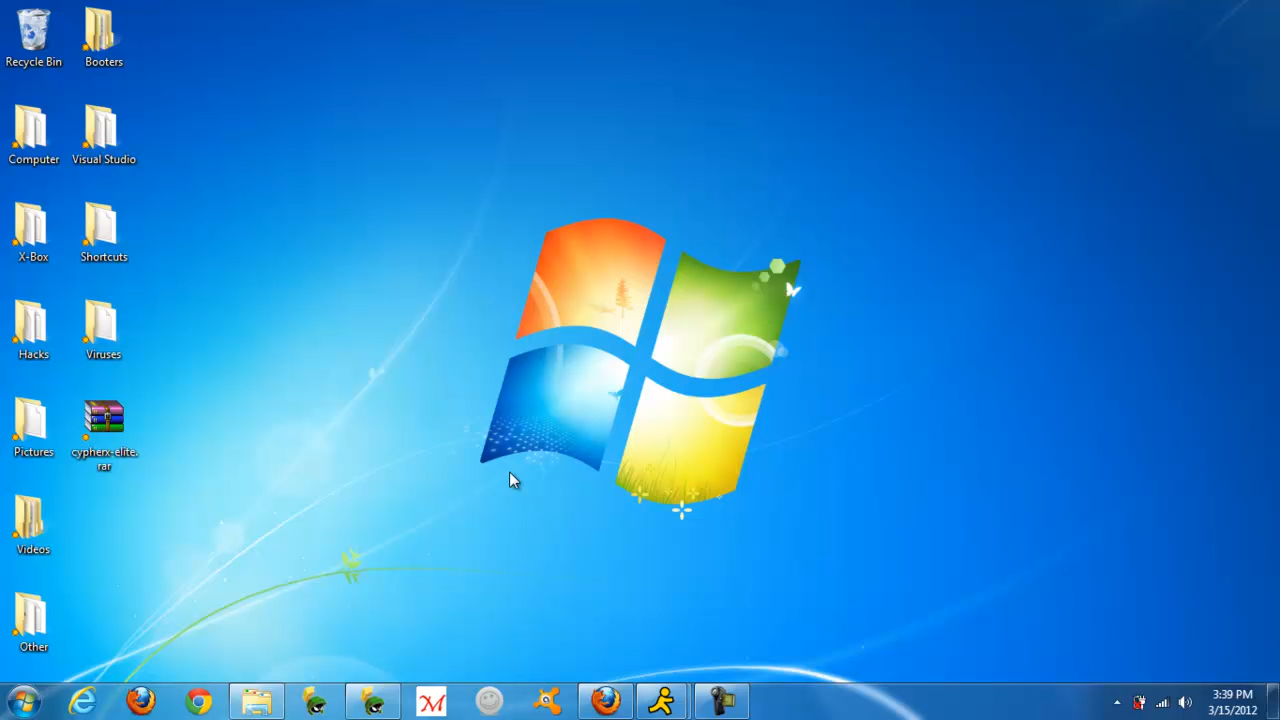 Recycle Bin
Booters
Computer
Visual Studio
X-Box
Shortcuts
Hacks
Viruses
Pictures
cypherx-elite.
rar
Videos
Other
3:39 PM
3/15/2012